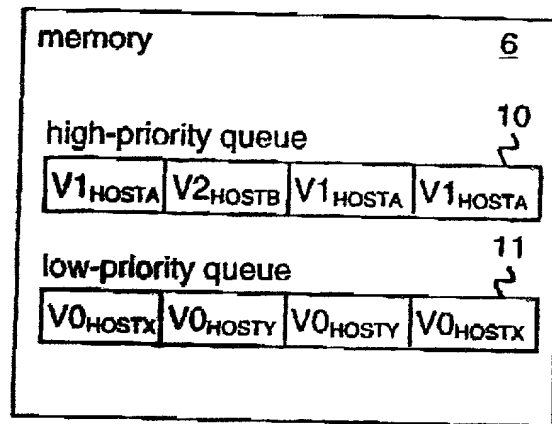 memory 6
10
high-priority queue
V1HOSTA V2HOSTB V1HOSTA V1HOSTA
11
low-priority queue
V0HOSTX V0HOSTY V0HOSTY V0HOSTX